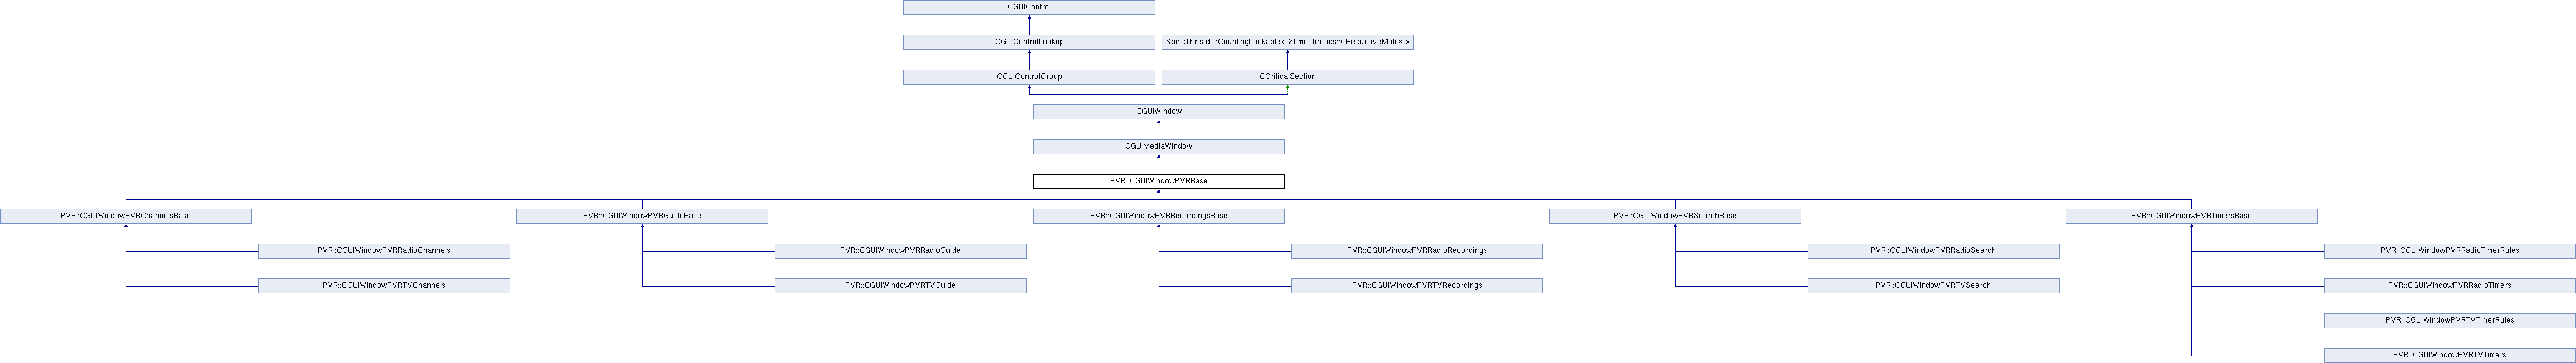 CGUIControl
CGUIControlLookup
XbmcThreads::CountingLockable< XbmcThreads::CRecursiveMutex >
CGUIControlGroup
CCriticalSection
CGUIWindow
CGUIMediaWindow
PVR::CGUIWindowPVRBase
PVR::CGUIWindowPVRChannelsBase
PVR::CGUIWindowPVRGuideBase
PVR::CGUIWindowPVRRecordingsBase
PVR::CGUIWindowPVRSearchBase
PVR::CGUIWindowPVRTimersBase
PVR::CGUIWindowPVRRadioChannels
PVR::CGUIWindowPVRRadioGuide
PVR::CGUIWindowPVRRadioRecordings
PVR::CGUIWindowPVRRadioSearch
PVR::CGUIWindowPVRRadioTimerRules
PVR::CGUIWindowPVRTVChannels
PVR::CGUIWindowPVRTVGuide
PVR::CGUIWindowPVRTVRecordings
PVR::CGUIWindowPVRTVSearch
PVR::CGUIWindowPVRRadioTimers
PVR::CGUIWindowPVRTVTimerRules
PVR::CGUIWindowPVRTVTimers